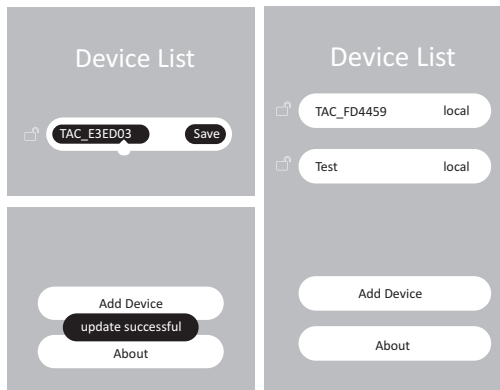 Device List
TAC_E3ED03 Save
Add Device
update successful
About
Device List
TAC_FD4459 local
Test local
Add Device
About